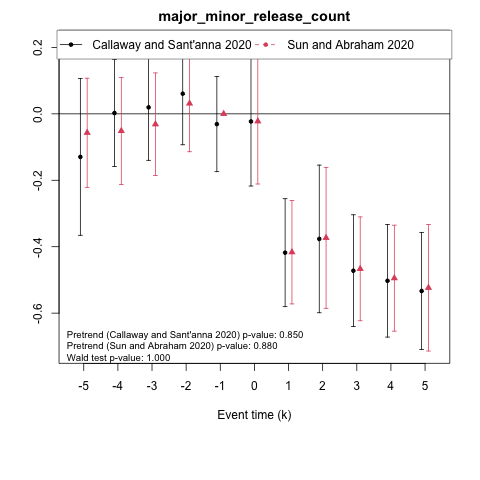 major_minor_release_count
Callaway and Sant'anna 2020 Sun and Abraham 2020
0.2
0.0
-0.2
-0.4
-0.6
Pretrend (Callaway and Sant'anna 2020) p-value: 0.850
Pretrend (Sun and Abraham 2020) p-value: 0.880
Wald test p-value: 1.000
-5 -4 -3 -2 -1 0 1 2 3 4 5
Event time (k)